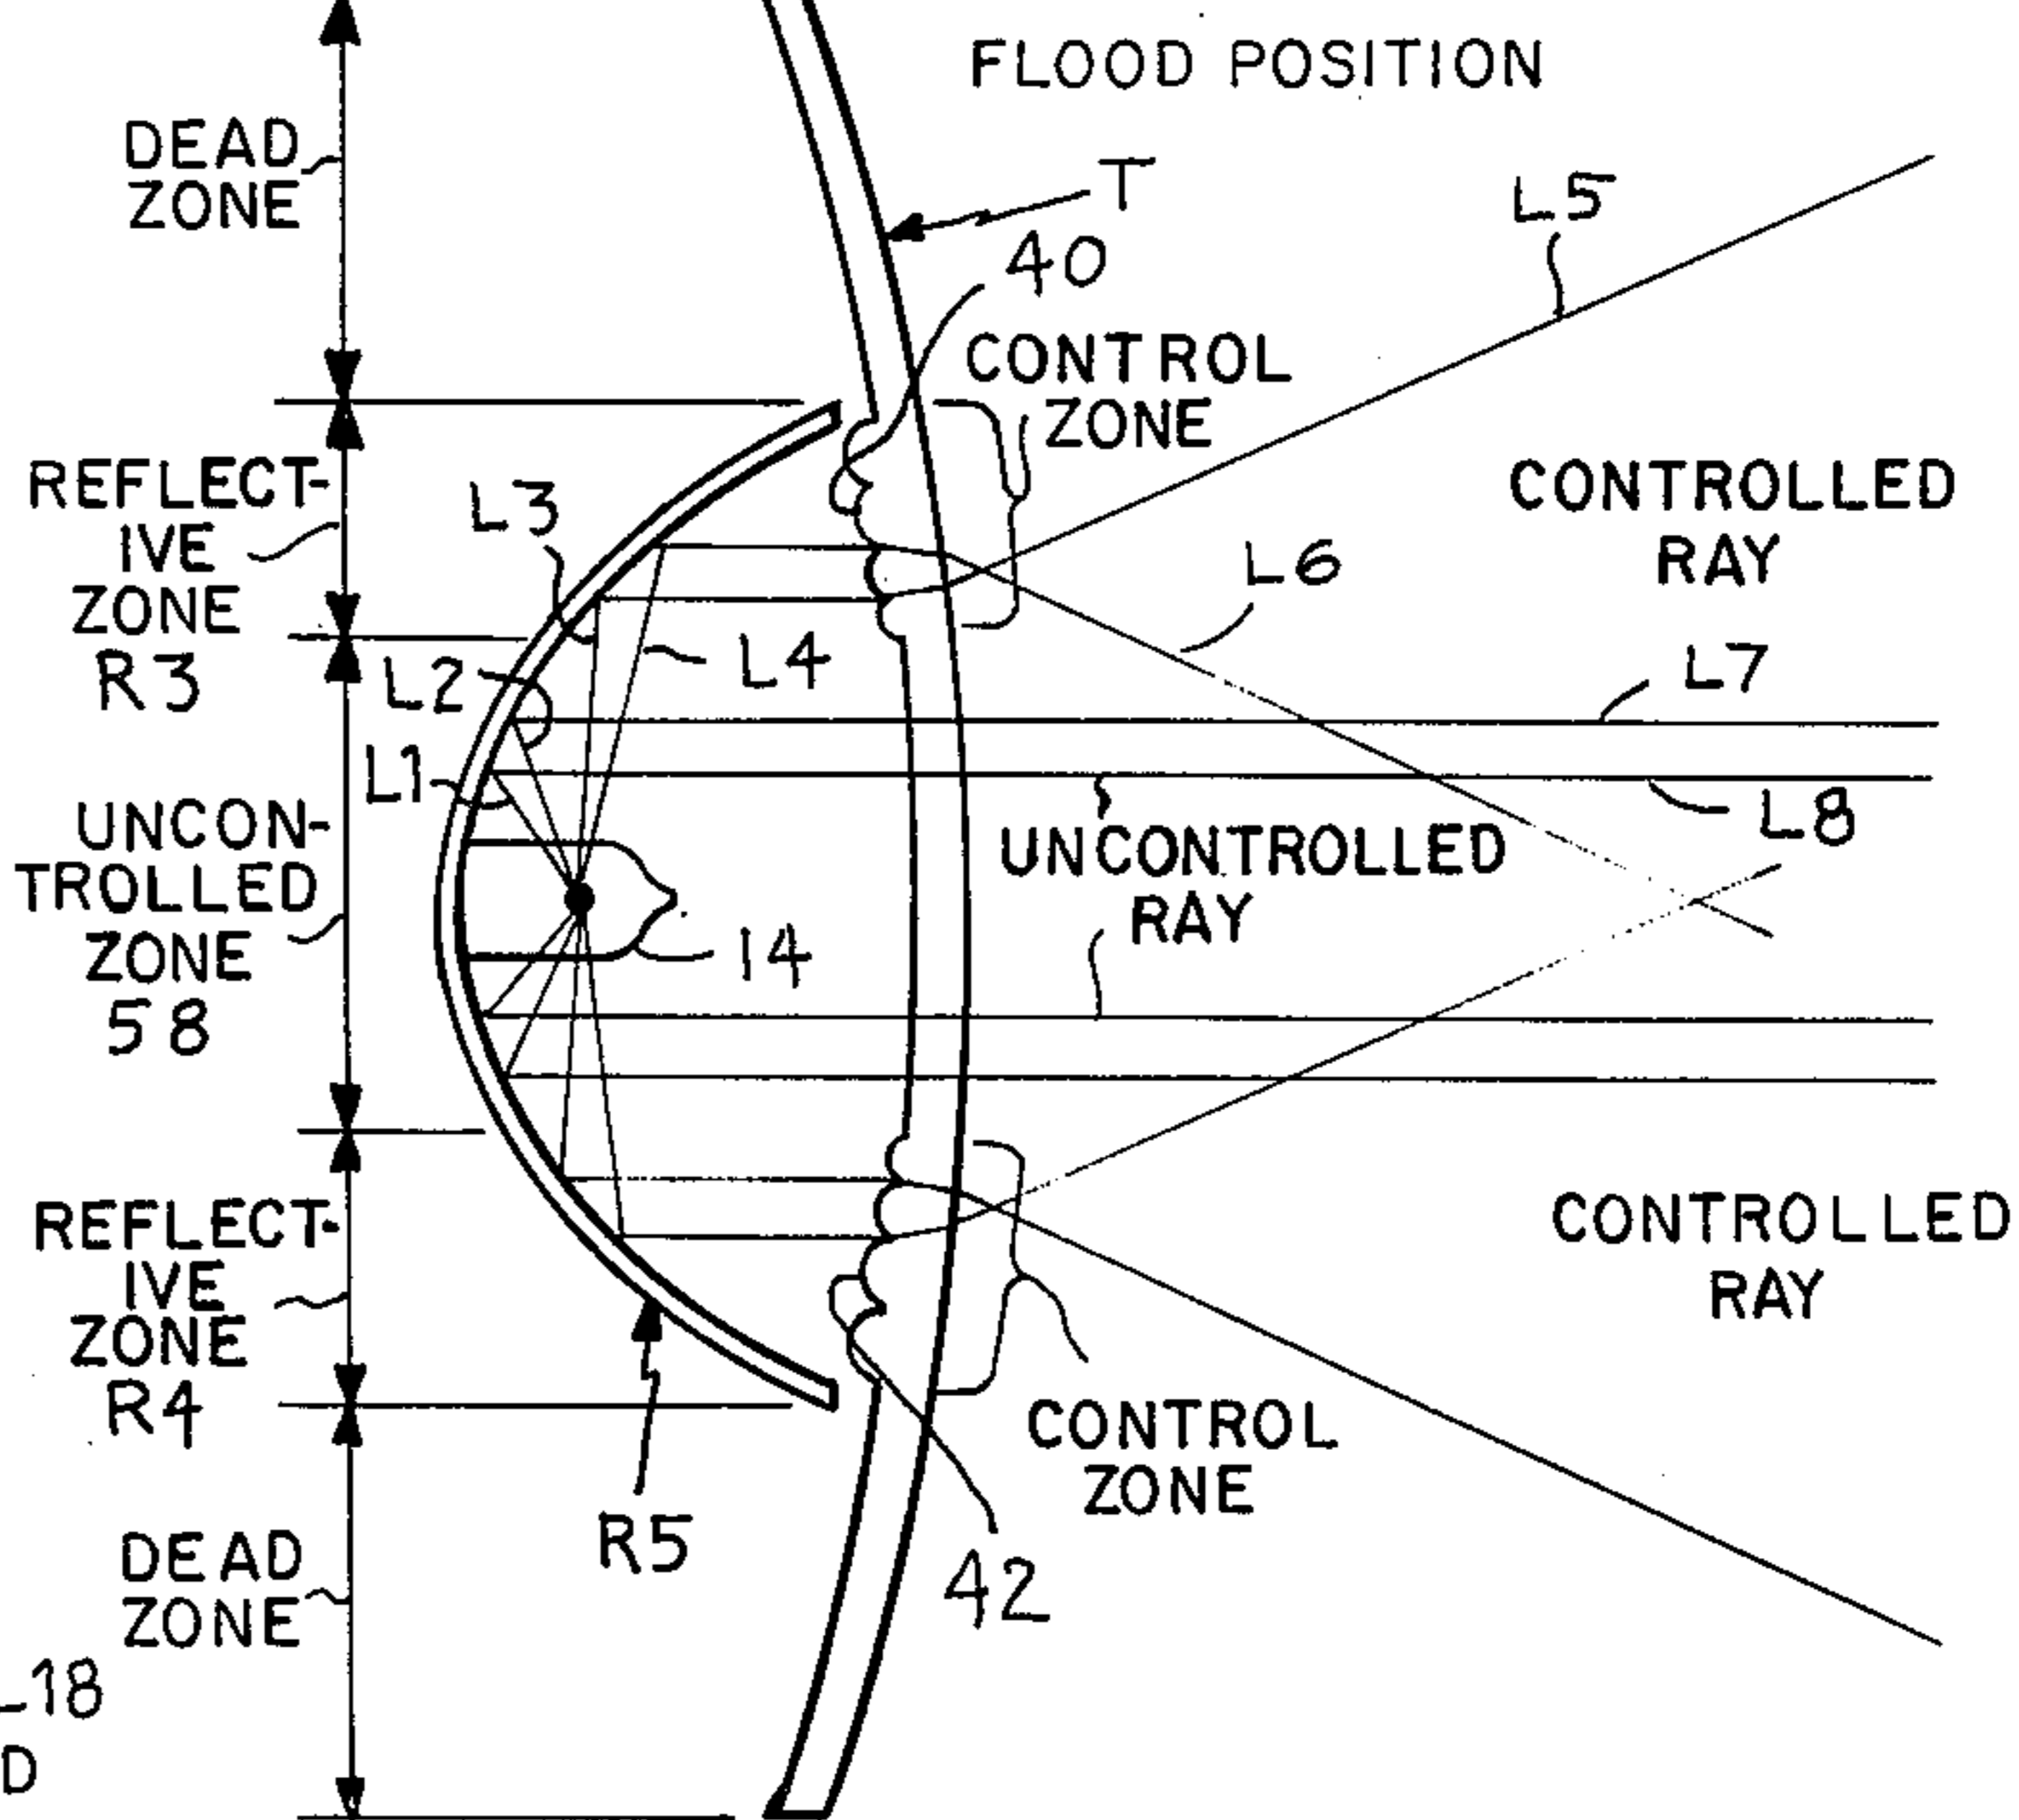 FLOOD POSITION
DEAD
ZONE
T
L5
40
CONTROL
ZONE
REFLECT-
IVE
ZONE
R3
L3
CONTROLLED
RAY
L6
L4
L2
L7
L1
L8
UNCON-
TROLLED
ZONE
58
UNCONTROLLED
RAY
14
REFLECT-
IVE
ZONE
R4
CONTROLLED
RAY
CONTROL
ZONE
R5
42
DEAD
ZONE
L18
D